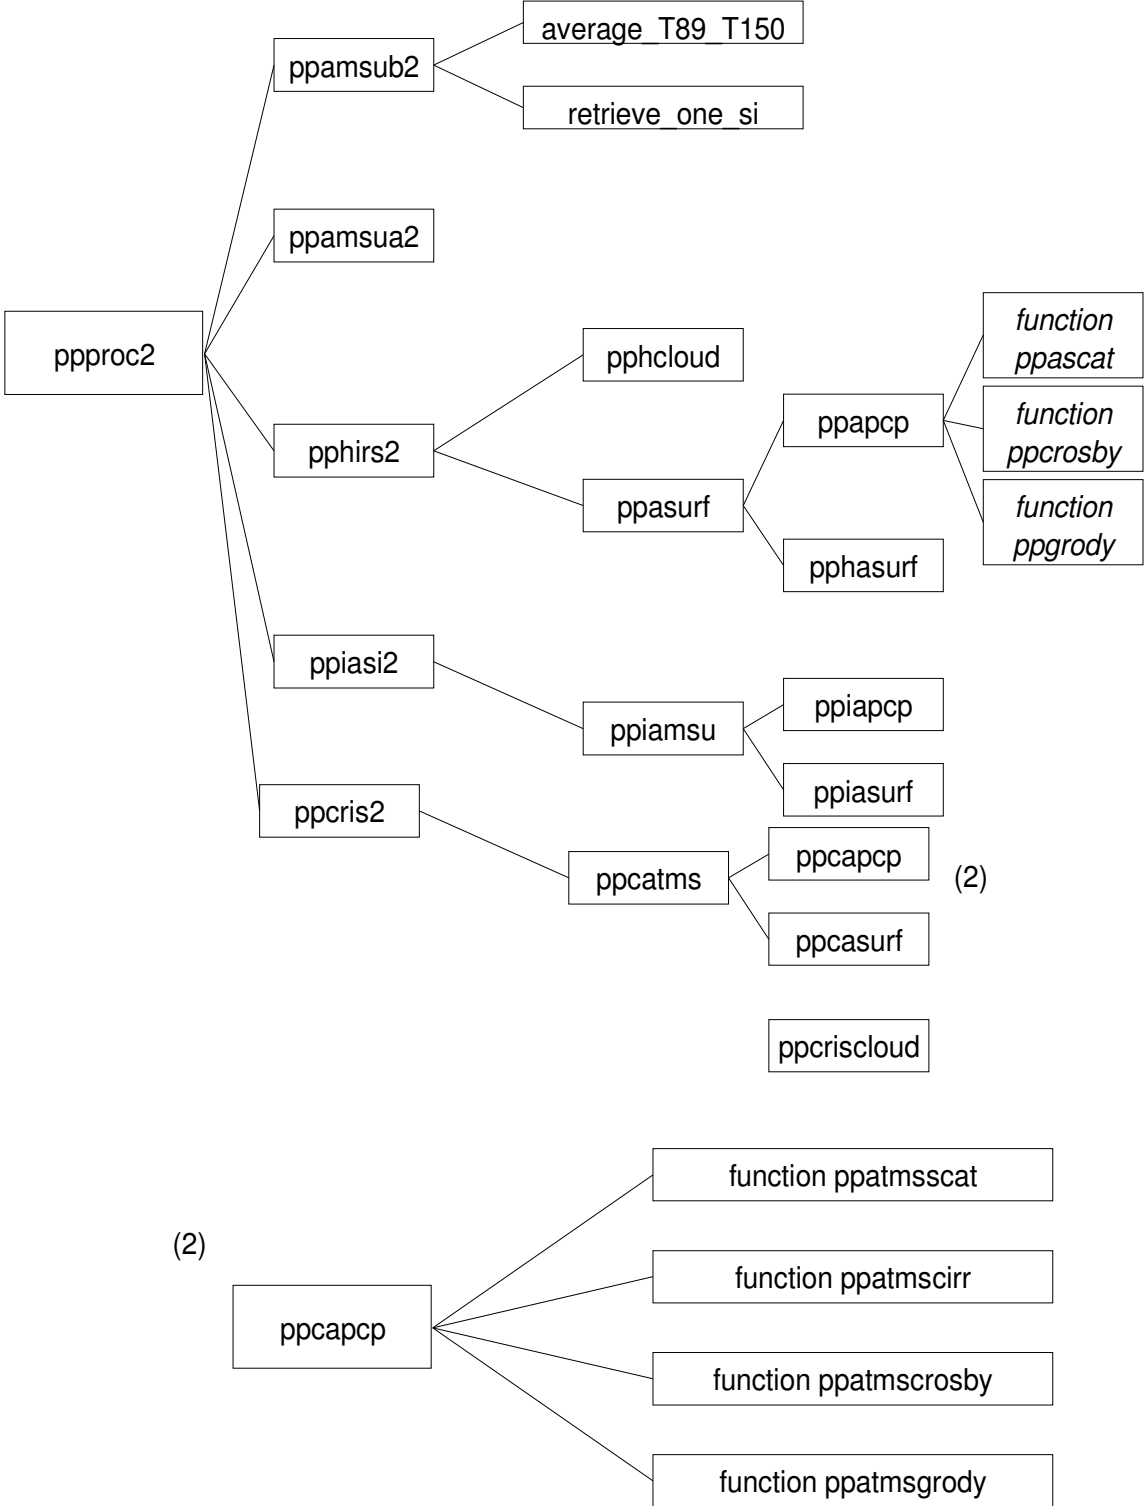 average_T89_T150
ppamsub2
retrieve_one_si
ppamsua2
ppproc2
function
ppascat
pphcloud
ppapcp
function
ppcrosby
pphirs2
ppasurf
function
ppgrody
pphasurf
ppiasi2
ppiamsu
ppiapcp
ppiasurf
ppcris2
ppcatms
ppcapcp
(2)
ppcasurf
ppcriscloud
(2)
ppcapcp
function ppatmsscat
function ppatmscirr
function ppatmscrosby
function ppatmsgrody